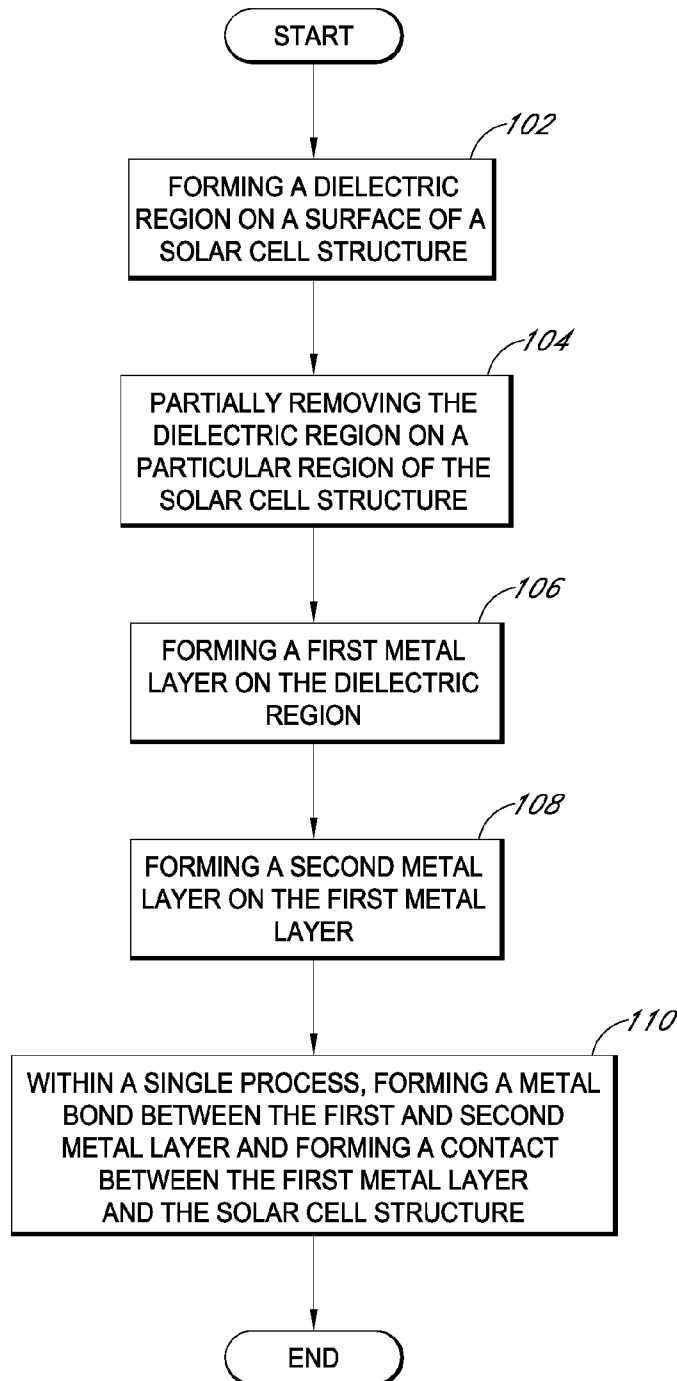 START
102
FORMING A DIELECTRIC
REGION ON A SURFACE OF A
SOLAR CELL STRUCTURE
104
PARTIALLY REMOVING THE
DIELECTRIC REGION ON A
PARTICULAR REGION OF THE
SOLAR CELL STRUCTURE
106
FORMING A FIRST METAL
LAYER ON THE DIELECTRIC
REGION
108
FORMING A SECOND METAL
LAYER ON THE FIRST METAL
LAYER
110
WITHIN A SINGLE PROCESS, FORMING A METAL
BOND BETWEEN THE FIRST AND SECOND
METAL LAYER AND FORMING A CONTACT
BETWEEN THE FIRST METAL LAYER
AND THE SOLAR CELL STRUCTURE
END